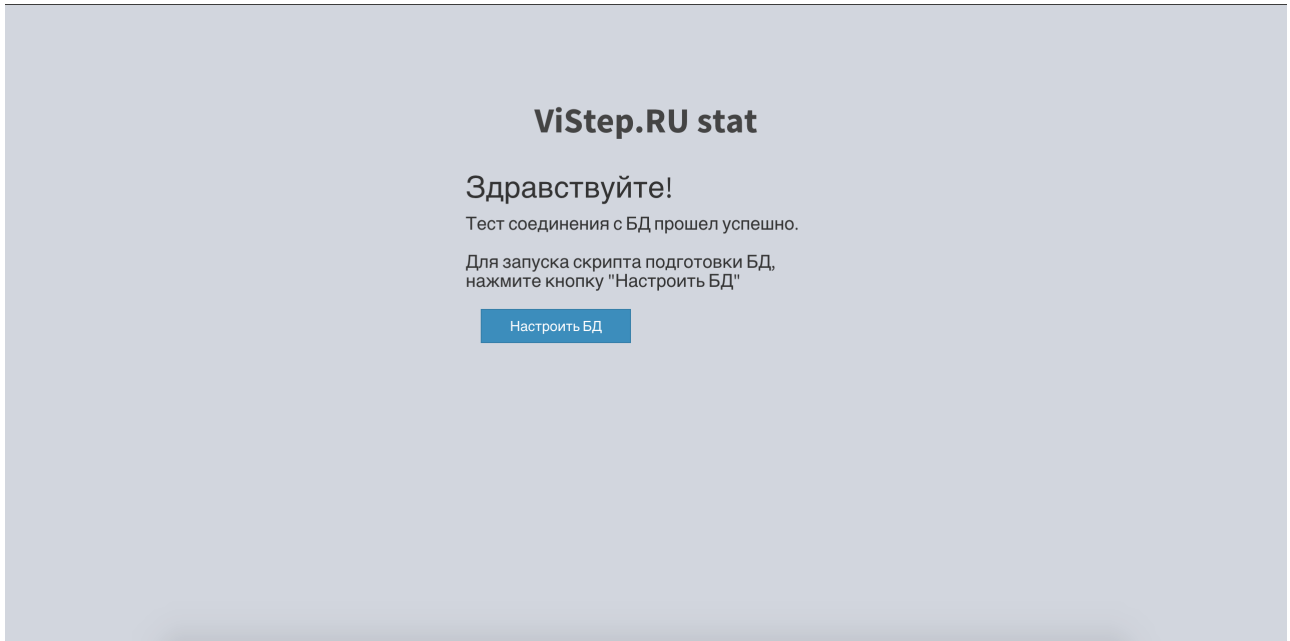 ViStep.RU stat
Здравствуйте!
Тест соединения с БД прошел успешно.
Для запуска скрипта подготовки БД,
нажмите кнопку "Настроить БД"
Настроить БД